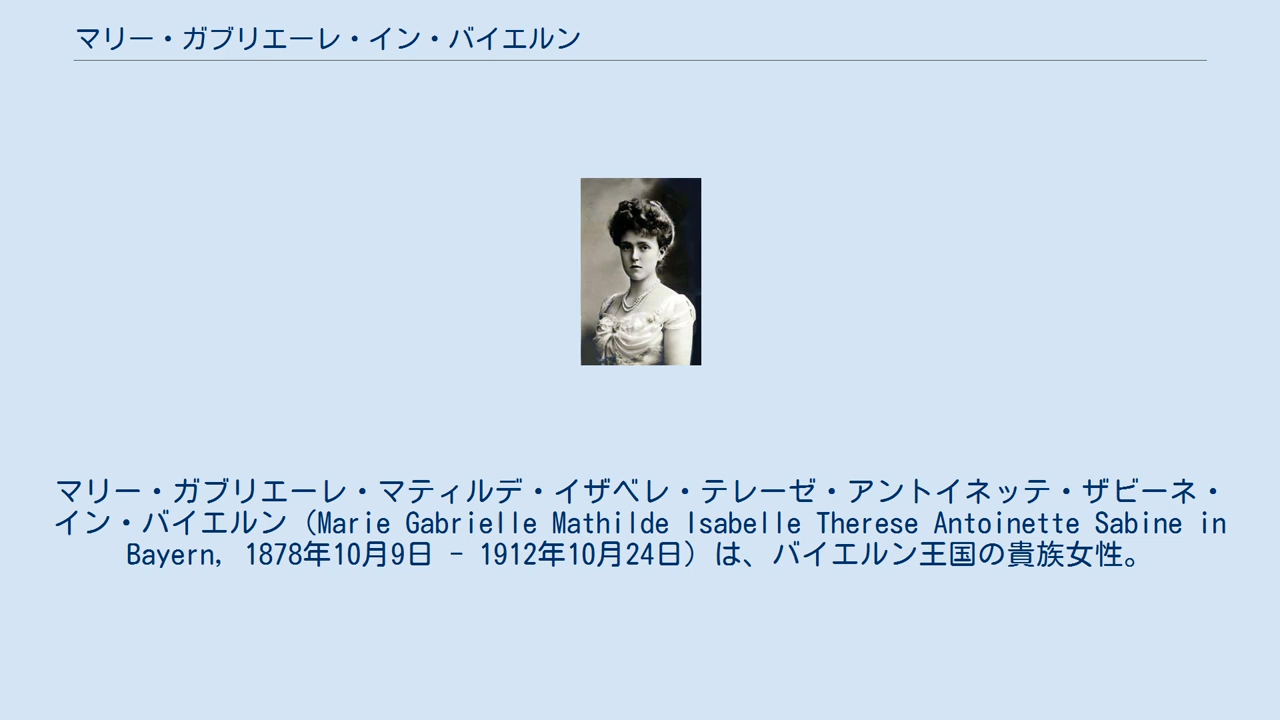 マリー・ガブリエーレ・イン・バイエルン
マリー・ガブリエーレ・マティルデ・イザベレ・テレーゼ・アントイネッテ・ザビーネ・
イン・バイエルン（Marie Gabrielle Mathilde Isabelle Therese Antoinette Sabine in
Bayern, 1878年10月9日 - 1912年10月24日）は、バイエルン王国の貴族女性。